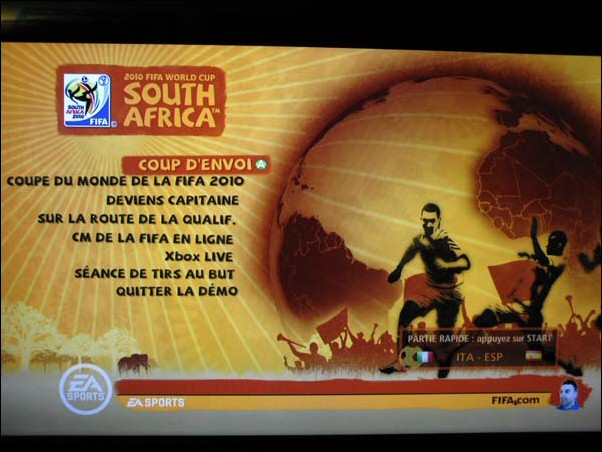 2010 FIFA WORLD CUP
SOUTH
AFRICA™
SOUTH
AFRICA
2010
FIFA ©
COUP D'ENVOI A
COUPE DU MONDE DE LA FIFA 2010
DEVIENS CAPITAINE
SUR LA ROUTE DE LA QUALIF.
CM DE LA FIFA EN LIGNE
Xbox LIVE
SÉANCE DE TIRS AU BUT
QUITTER LA DÉMO
PARTIE RAPIDE : appuyez sur START
ITA - ESP
EA
SPORTS
EA SPORTS
FIFA.com